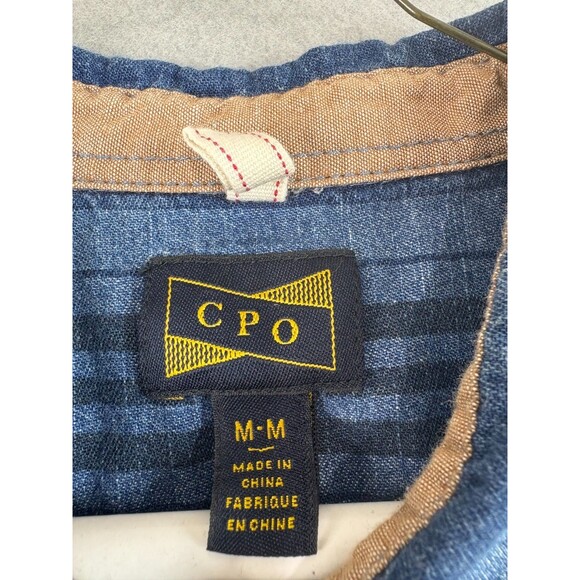 CPO
M-M
MADE IN
CHINA
FABRIQUE
EN CHINE